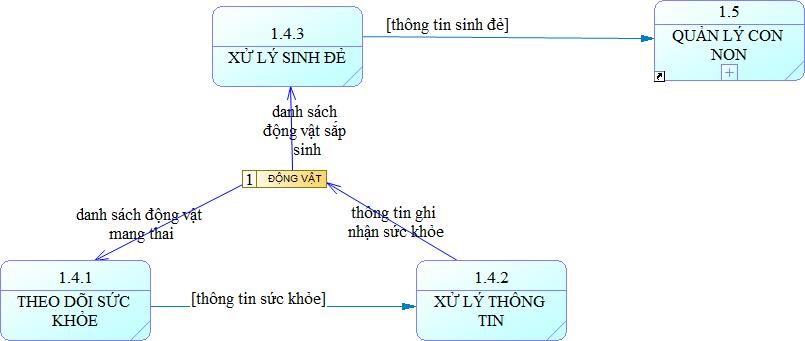 1.4.3
XỬ LÝ SINH ĐẺ
[thông tin sinh đẻ]
1.5
QUẢN LÝ CON
NON
danh sách
động vật sắp
sinh
1 ĐỘNG VẬT
danh sách động vật
mang thai
thông tin ghi
nhận sức khỏe
1.4.1
THEO DÕI SỨC
KHỎE
[thông tin sức khỏe]
1.4.2
XỬ LÝ THÔNG
TIN